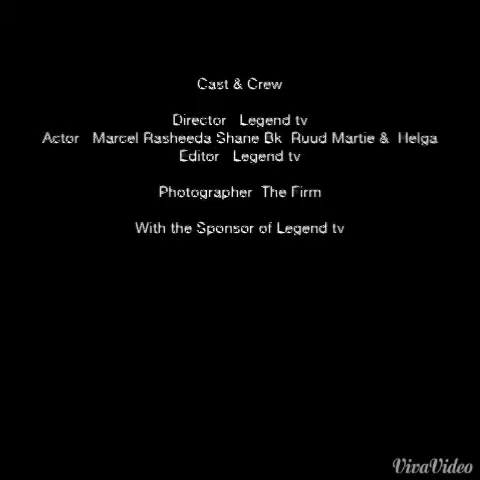 Cast & Crew
Director Legend tv
Actor Marcel Rasheeda Shane Bk Ruud Martie & Helga
Editor Legend tv
Photographer The Firm
With the Sponsor of Legend tv
VivaVideo